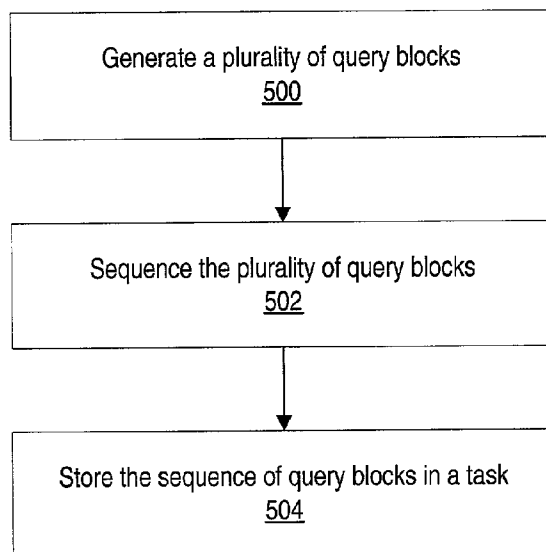 Generate a plurality of query blocks
500
Sequence the plurality of query blocks
502
Store the sequence of query blocks in a task
504